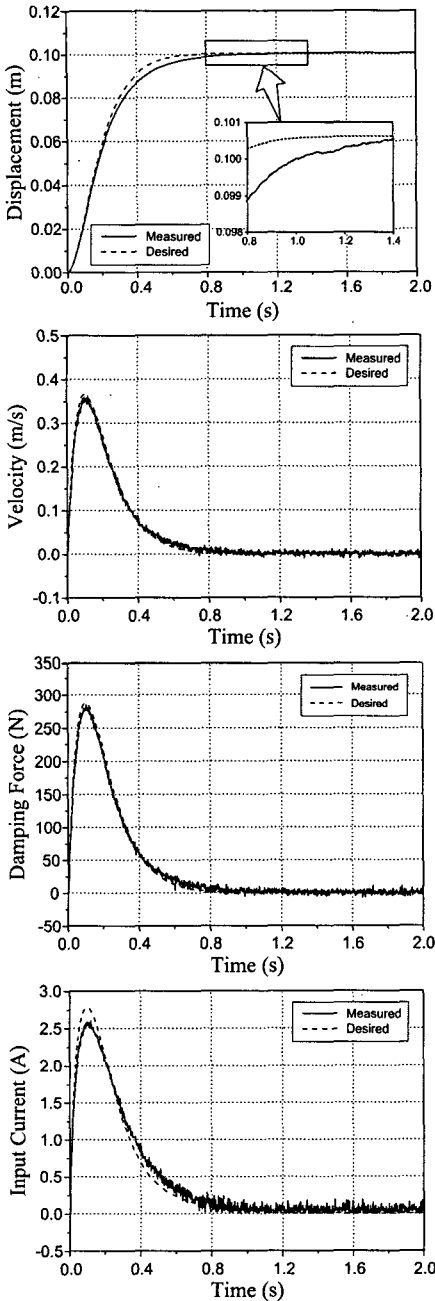 Displacement (m)
0.12
0.10
0.08
0.06
0.04
0.02
0.00
0.101
0.100
0.099
0.098
0.8 1.0 1.2 1.4
Measured
Desired
0.0 0.4 0.8 1.2 1.6 2.0
Time (s)
Velocity (m/s)
0.5
0.4
0.3
0.2
0.1
0.0
-0.1
Measured
Desired
0.0 0.4 0.8 1.2 1.6 2.0
Time (s)
Damping Force (N)
350
300
250
200
150
100
50
0
-50
Measured
Desired
0.0 0.4 0.8 1.2 1.6 2.0
Time (s)
Input Current (A)
3.0
2.5
2.0
1.5
1.0
0.5
0.0
-0.5
Measured
Desired
0.0 0.4 0.8 1.2 1.6 2.0
Time (s)